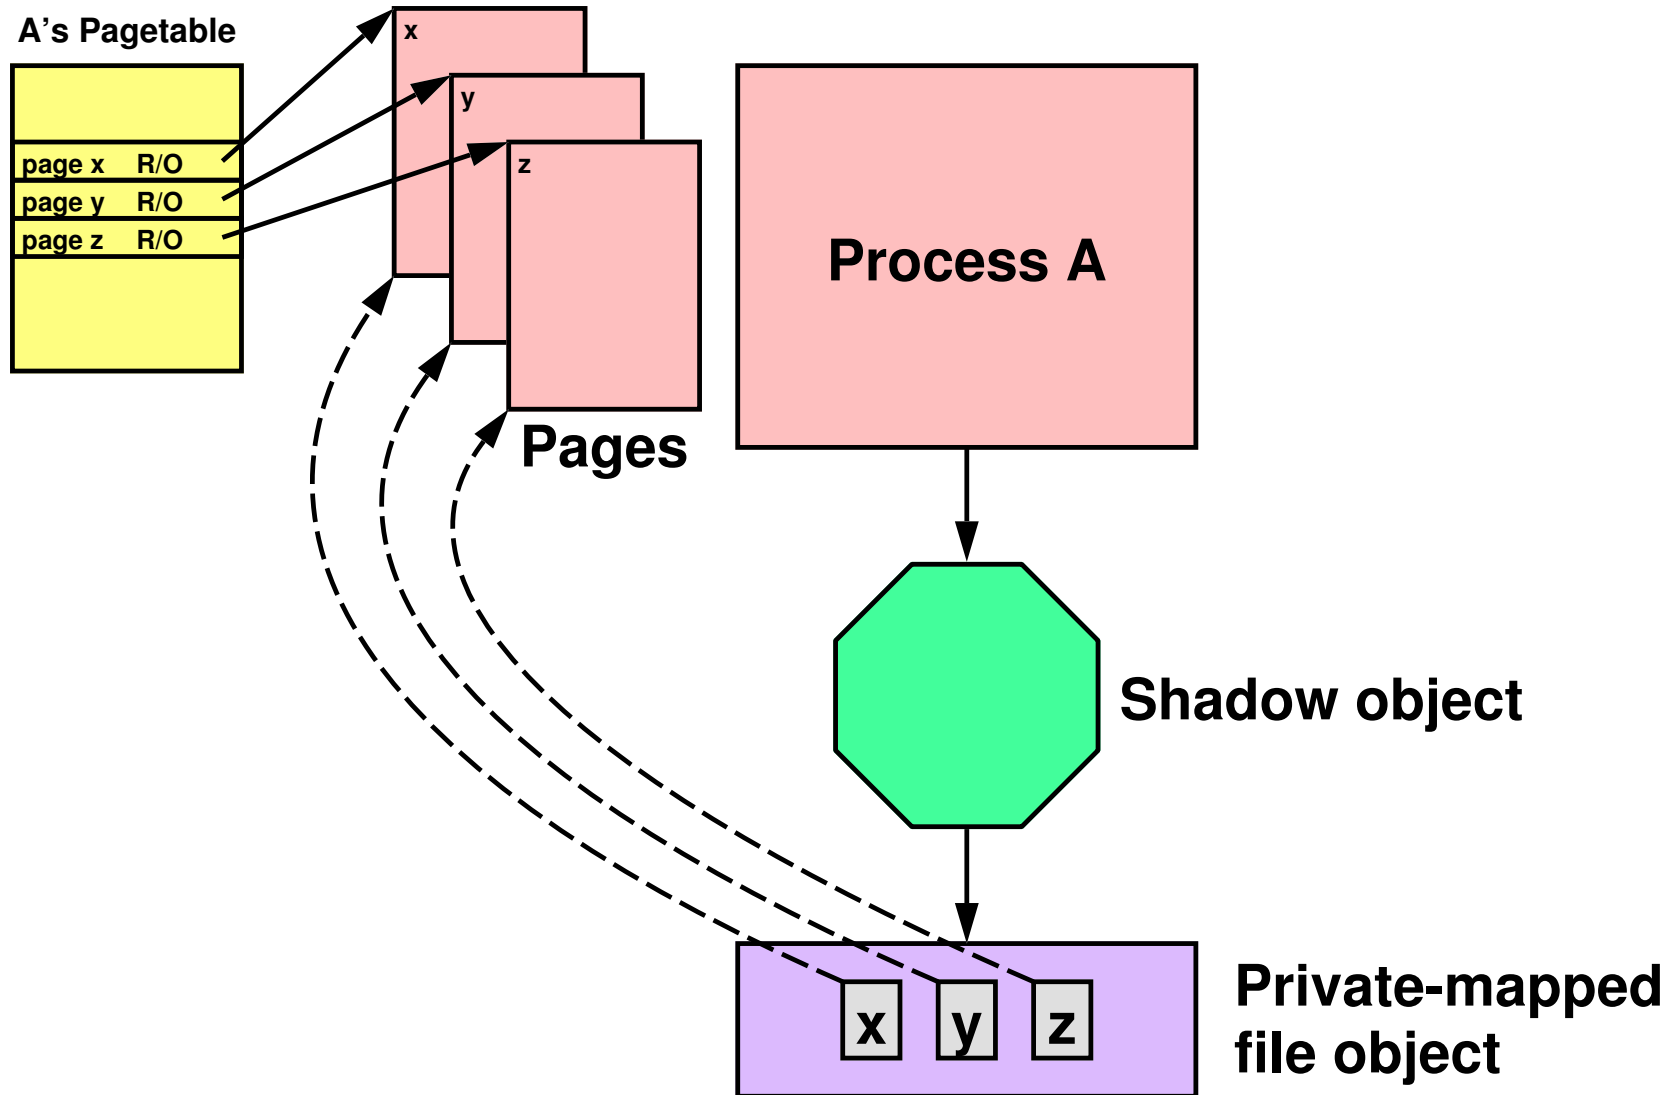 A's Pagetable
x
y
z
page x R/O
page y R/O
page z R/O
Process A
Pages
Shadow object
Private-mapped
file object
x y z